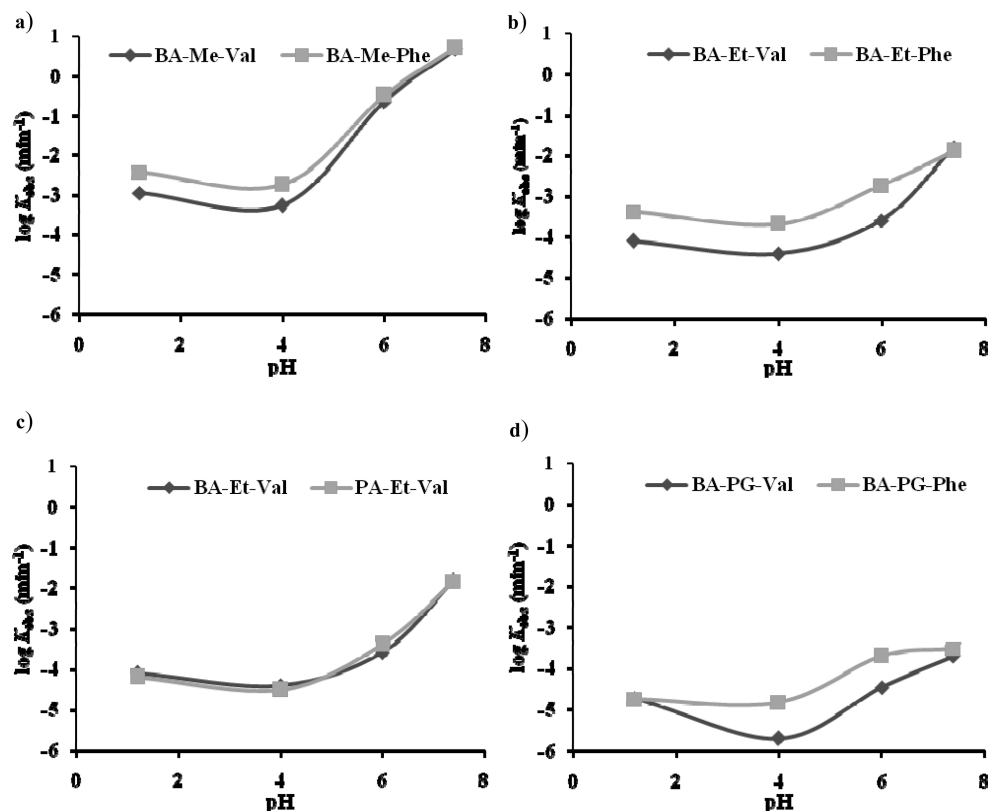 a)
BA-Me-Val BA-Me-Phe
1
0
-1
-2
-3
-4
-5
-6
log Kobs (min-1)
0 2 4 6 8
pH
b)
BA-Et-Val BA-Et-Phe
1
0
-1
-2
-3
-4
-5
-6
log Kobs (min-1)
0 2 4 6 8
pH
c)
BA-Et-Val PA-Et-Val
1
0
-1
-2
-3
-4
-5
-6
log Kobs (min-1)
0 2 4 6 8
pH
d)
BA-PG-Val BA-PG-Phe
1
0
-1
-2
-3
-4
-5
-6
log Kobs (min-1)
0 2 4 6 8
pH